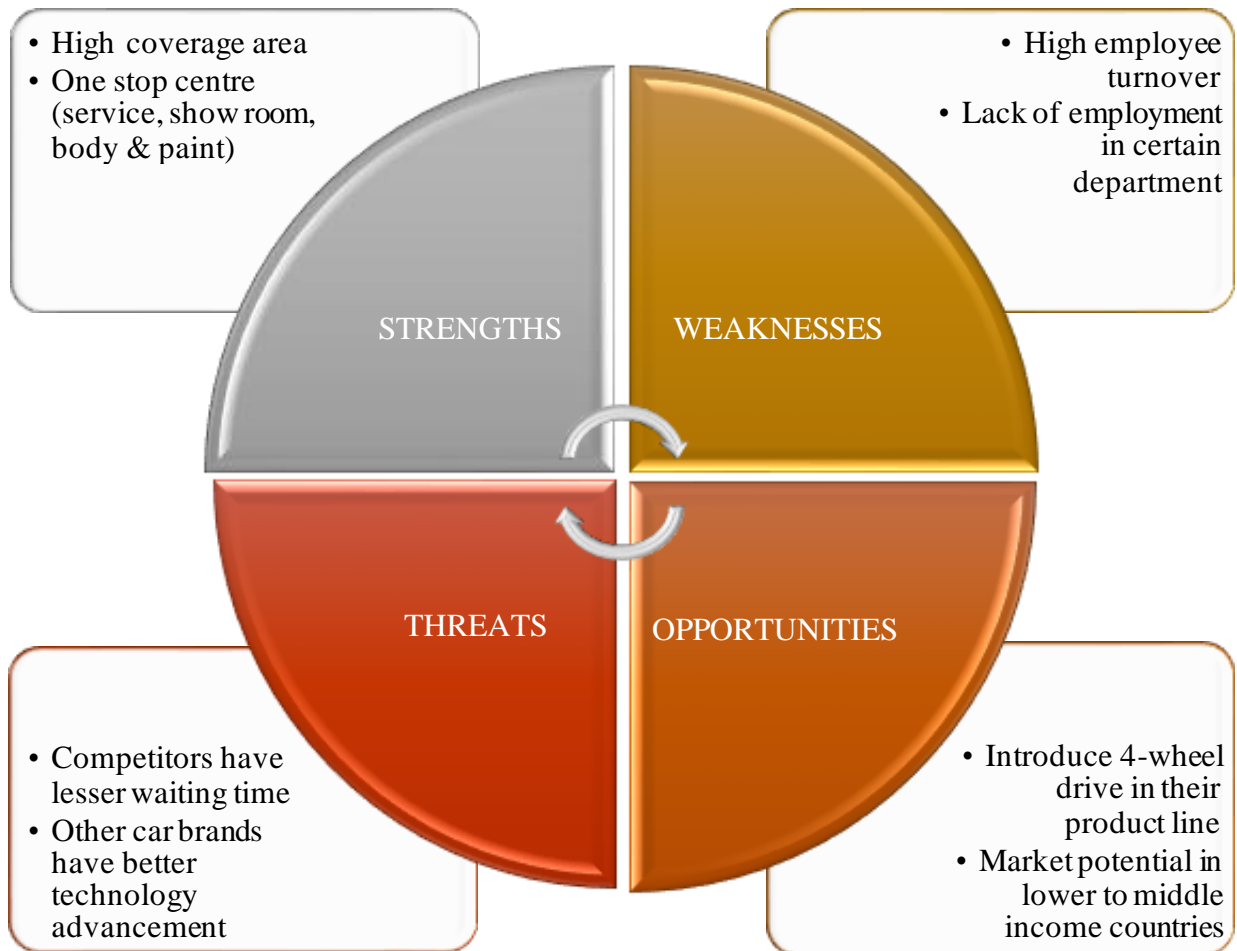 • High coverage area
• One stop centre
(service, show room,
body & paint)
• High employee
turnover
• Lack of employment
in certain
department
STRENGTHS
WEAKNESSES
THREATS
OPPORTUNITIES
• Competitors have
lesser waiting time
• Other car brands
have better
technology
advancement
• Introduce 4-wheel
drive in their
product line
• Market potential in
lower to middle
income countries